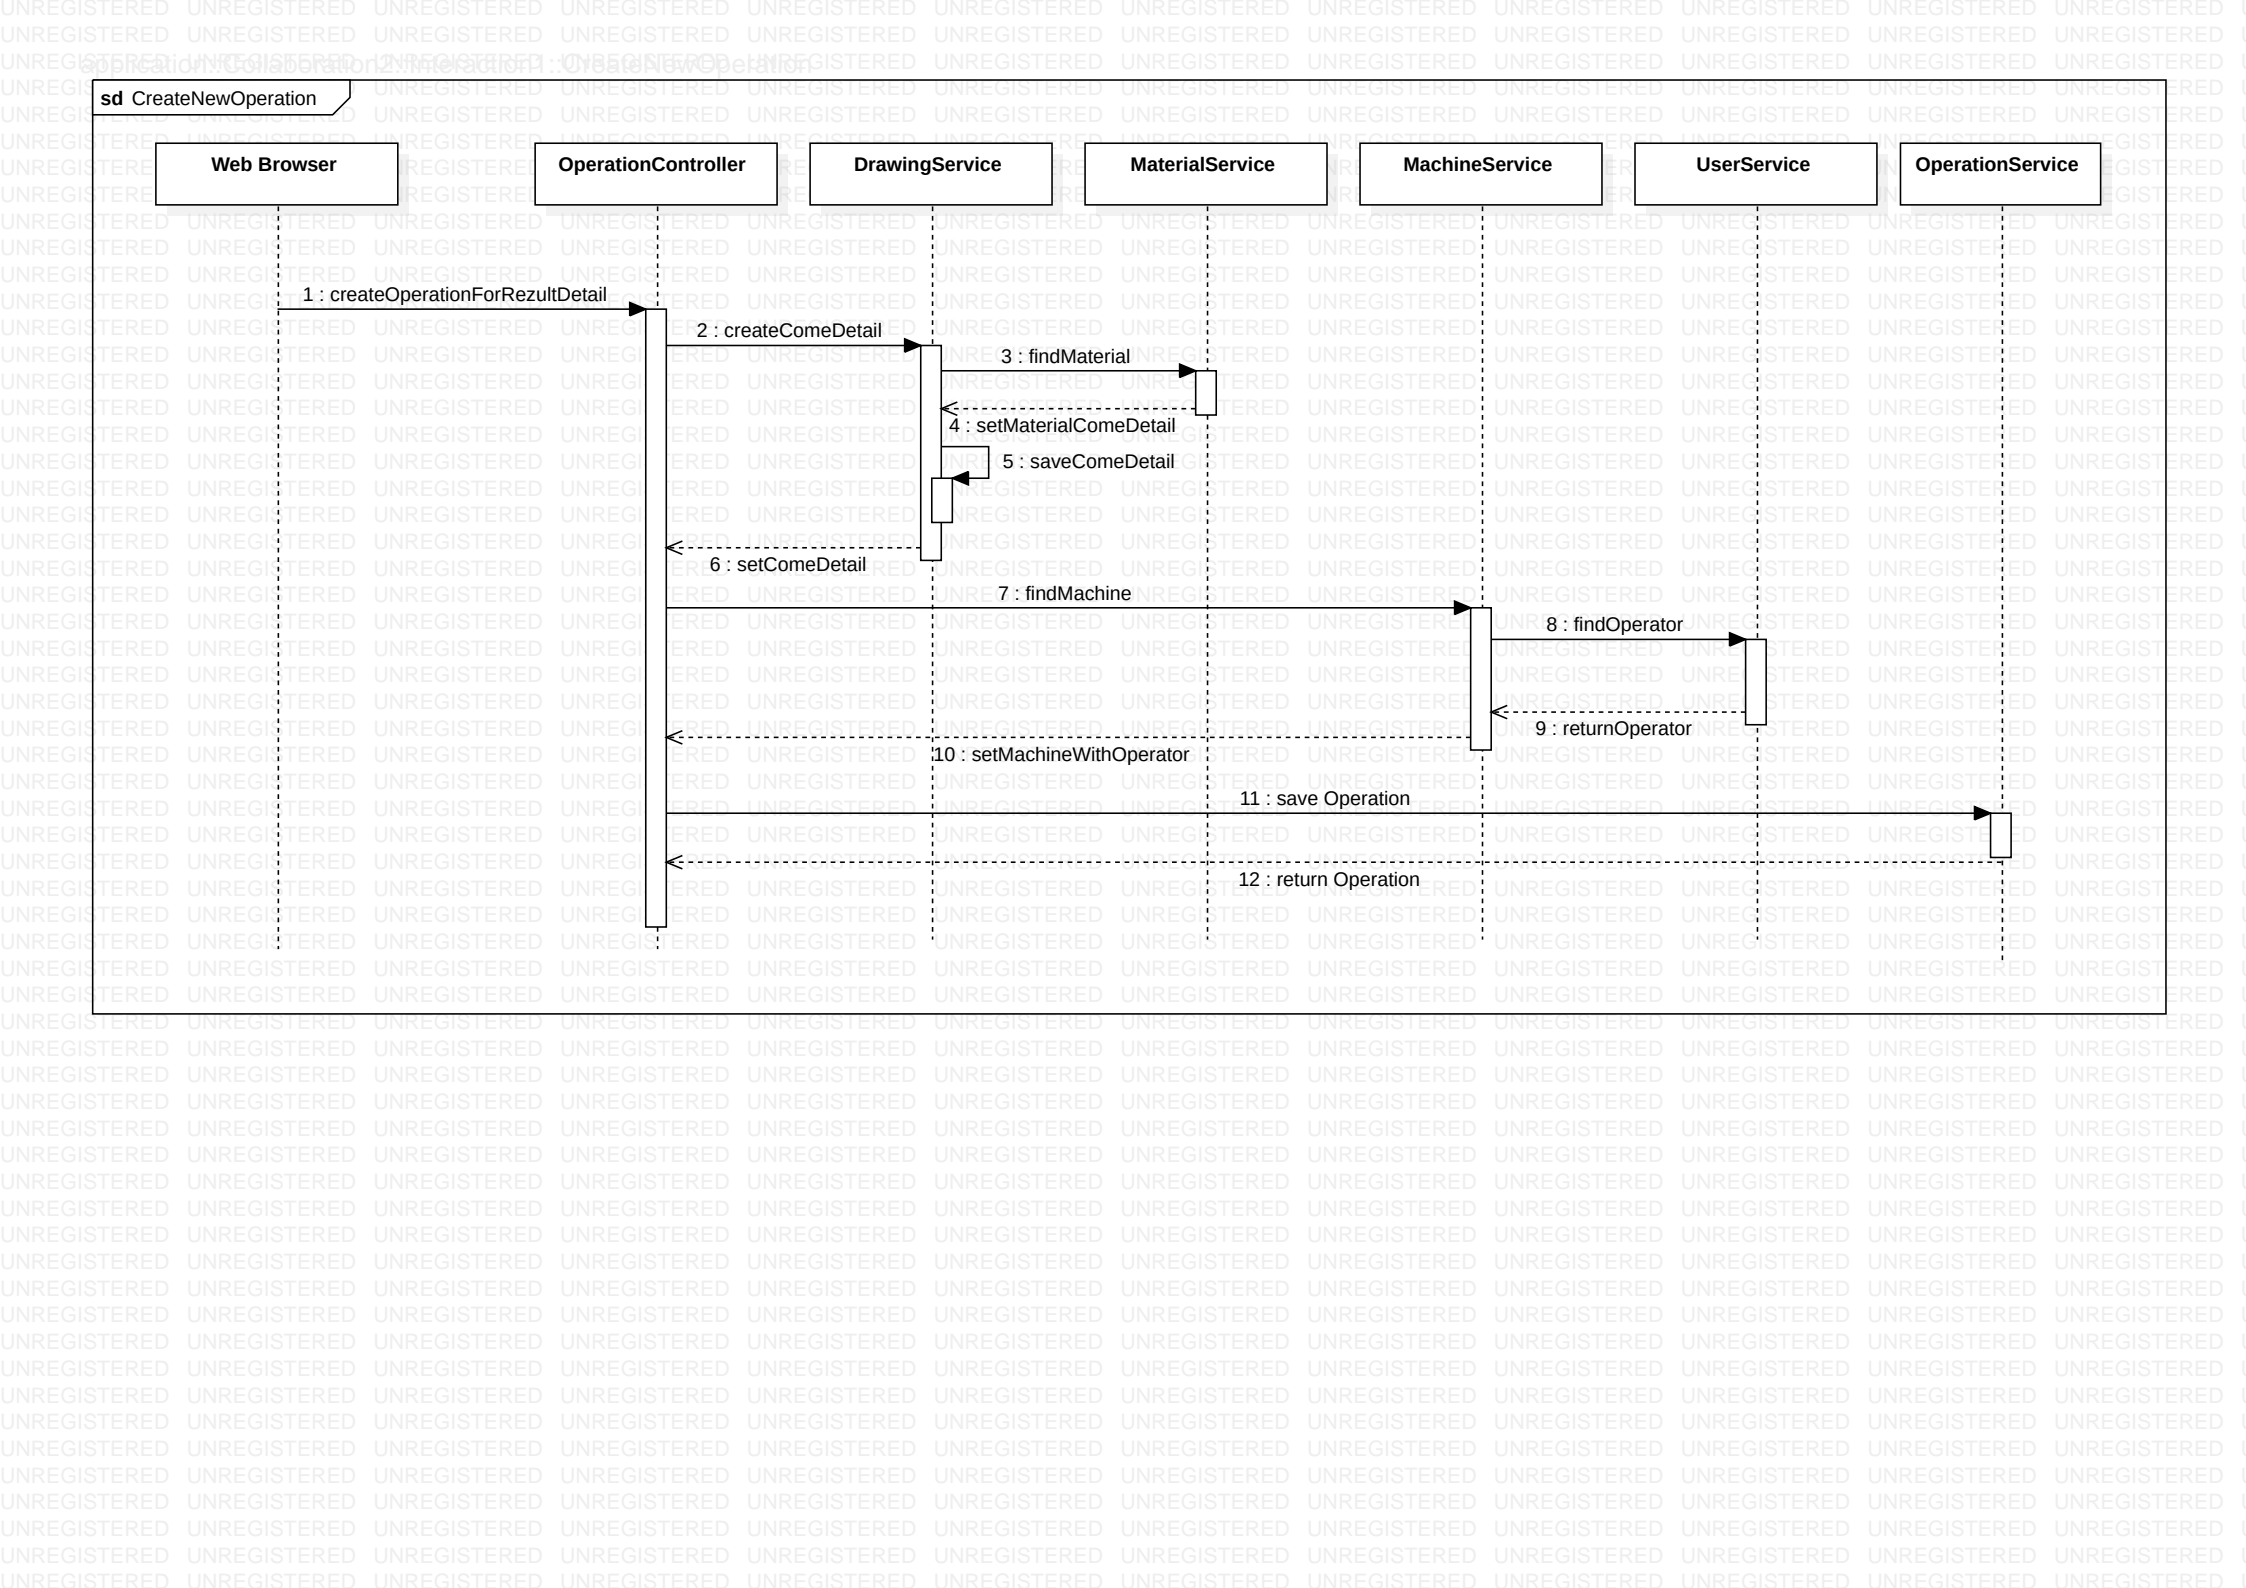 application::Collaboration2::Interaction1::CreateNewOperation
sd CreateNewOperation
Web Browser
OperationController
DrawingService
MaterialService
MachineService
UserService
OperationService
1 : createOperationForRezultDetail
2 : createComeDetail
3 : findMaterial
4 : setMaterialComeDetail
5 : saveComeDetail
6 : setComeDetail
7 : findMachine
8 : findOperator
9 : returnOperator
10 : setMachineWithOperator
11 : save Operation
12 : return Operation
UNREGISTERED